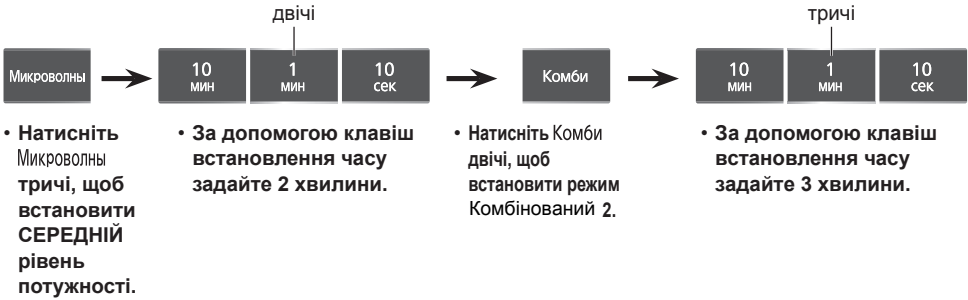 двічі
тричі
Микроволны
10
мин
1
мин
10
сек
Комби
10
мин
1
мин
10
сек
• Натисніть
Микроволны
тричі, щоб
встановити
СЕРЕДНІЙ
рівень
потужності.
• За допомогою клавіш
встановлення часу
задайте 2 хвилини.
• Натисніть Комби
двічі, щоб
встановити режим
Комбінований 2.
• За допомогою клавіш
встановлення часу
задайте 3 хвилини.